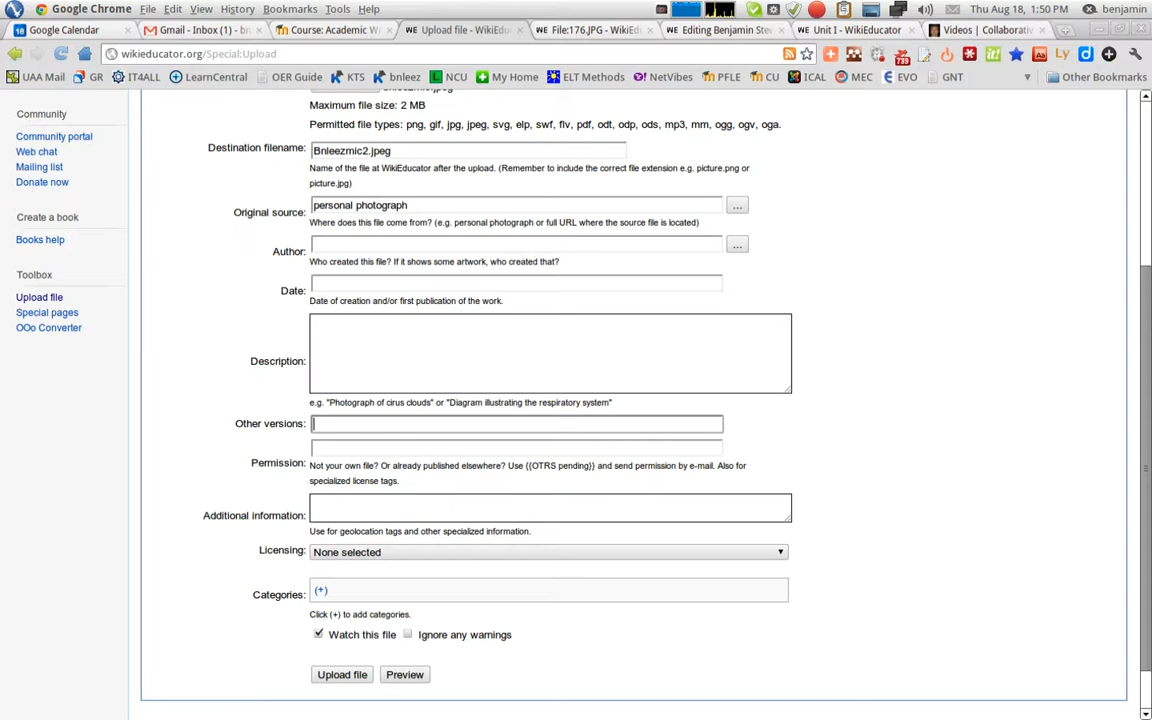 Google Chrome File Edit View History Bookmarks Tools Help Thu Aug 18, 1:50 PM benjamin
Google Calendar Gmail - Inbox (1) - bn Course: Academic W Upload file - WikiEdu WE File:176.JPG - WikiEd WE Editing Benjamin Ste WE Unit I - WikiEducator Videos | Collaborativ
wikieducator.org/Special:Upload
UAA Mail GR IT4ALL LearnCentral OER Guide KTS bnleez NCU My Home ELT Methods NetVibes PFLE CU ICAL MEC EVO GNT Other Bookmarks
Maximum file size: 2 MB
Permitted file types: png, gif, jpg, jpeg, svg, elp, swf, flv, pdf, odt, odp, ods, mp3, mm, ogg, ogv, oga.
Destination filename: Bnleezmic2.jpeg
Name of the file at WikiEducator after the upload. (Remember to include the correct file extension e.g. picture.png or
picture.jpg)
Original source: personal photograph ...
Where does this file come from? (e.g. personal photograph or full URL where the source file is located)
Author: ...
Who created this file? If it shows some artwork, who created that?
Date:
Date of creation and/or first publication of the work.
Description:
e.g. "Photograph of cirus clouds" or "Diagram illustrating the respiratory system"
Other versions:
Permission:
Not your own file? Or already published elsewhere? Use {{OTRS pending}} and send permission by e-mail. Also for
specialized license tags.
Additional information:
Use for geolocation tags and other specialized information.
Licensing: None selected
Categories: (+)
Click (+) to add categories.
Watch this file Ignore any warnings
Upload file Preview
Community
Community portal
Web chat
Mailing list
Donate now
Create a book
Books help
Toolbox
Upload file
Special pages
OOo Converter